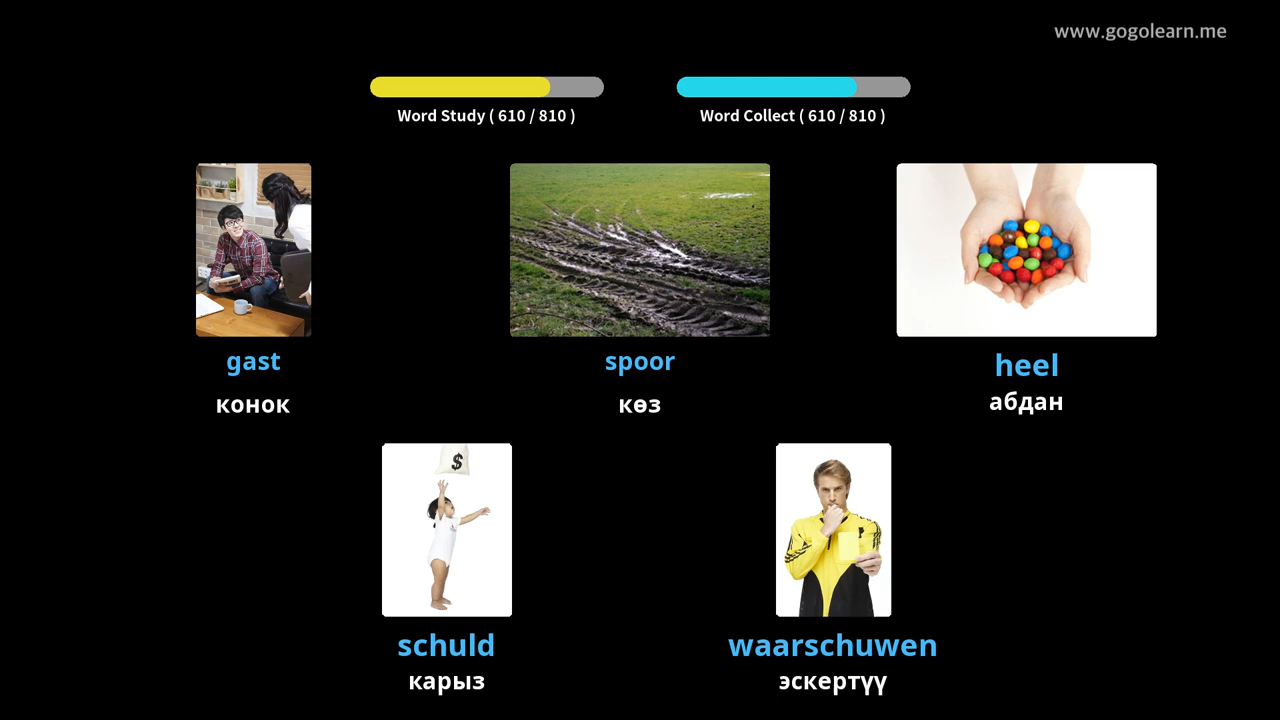 www.gogolearn.me
Word Study ( 610 / 810 )
Word Collect ( 610 / 810 )
gast
конок
spoor
көз
heel
абдан
$
schuld
карыз
waarschuwen
эскертүү